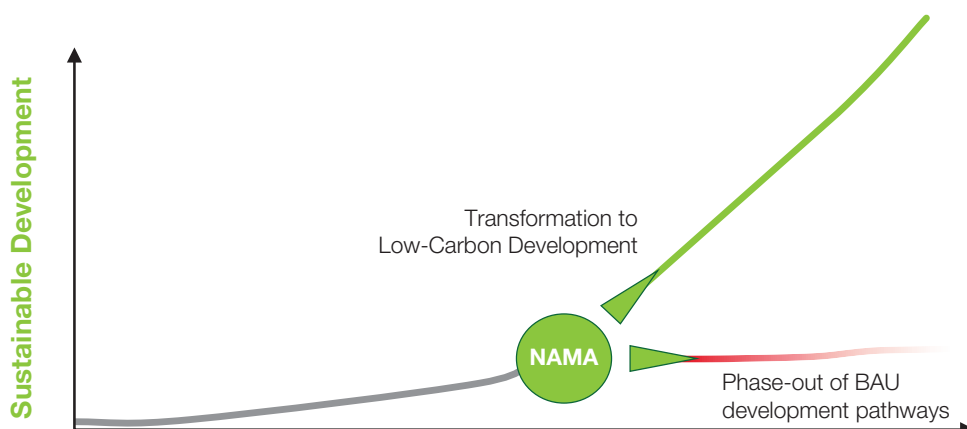 Sustainable Development
Transformation to
Low-Carbon Development
NAMA
Phase-out of BAU
development pathways